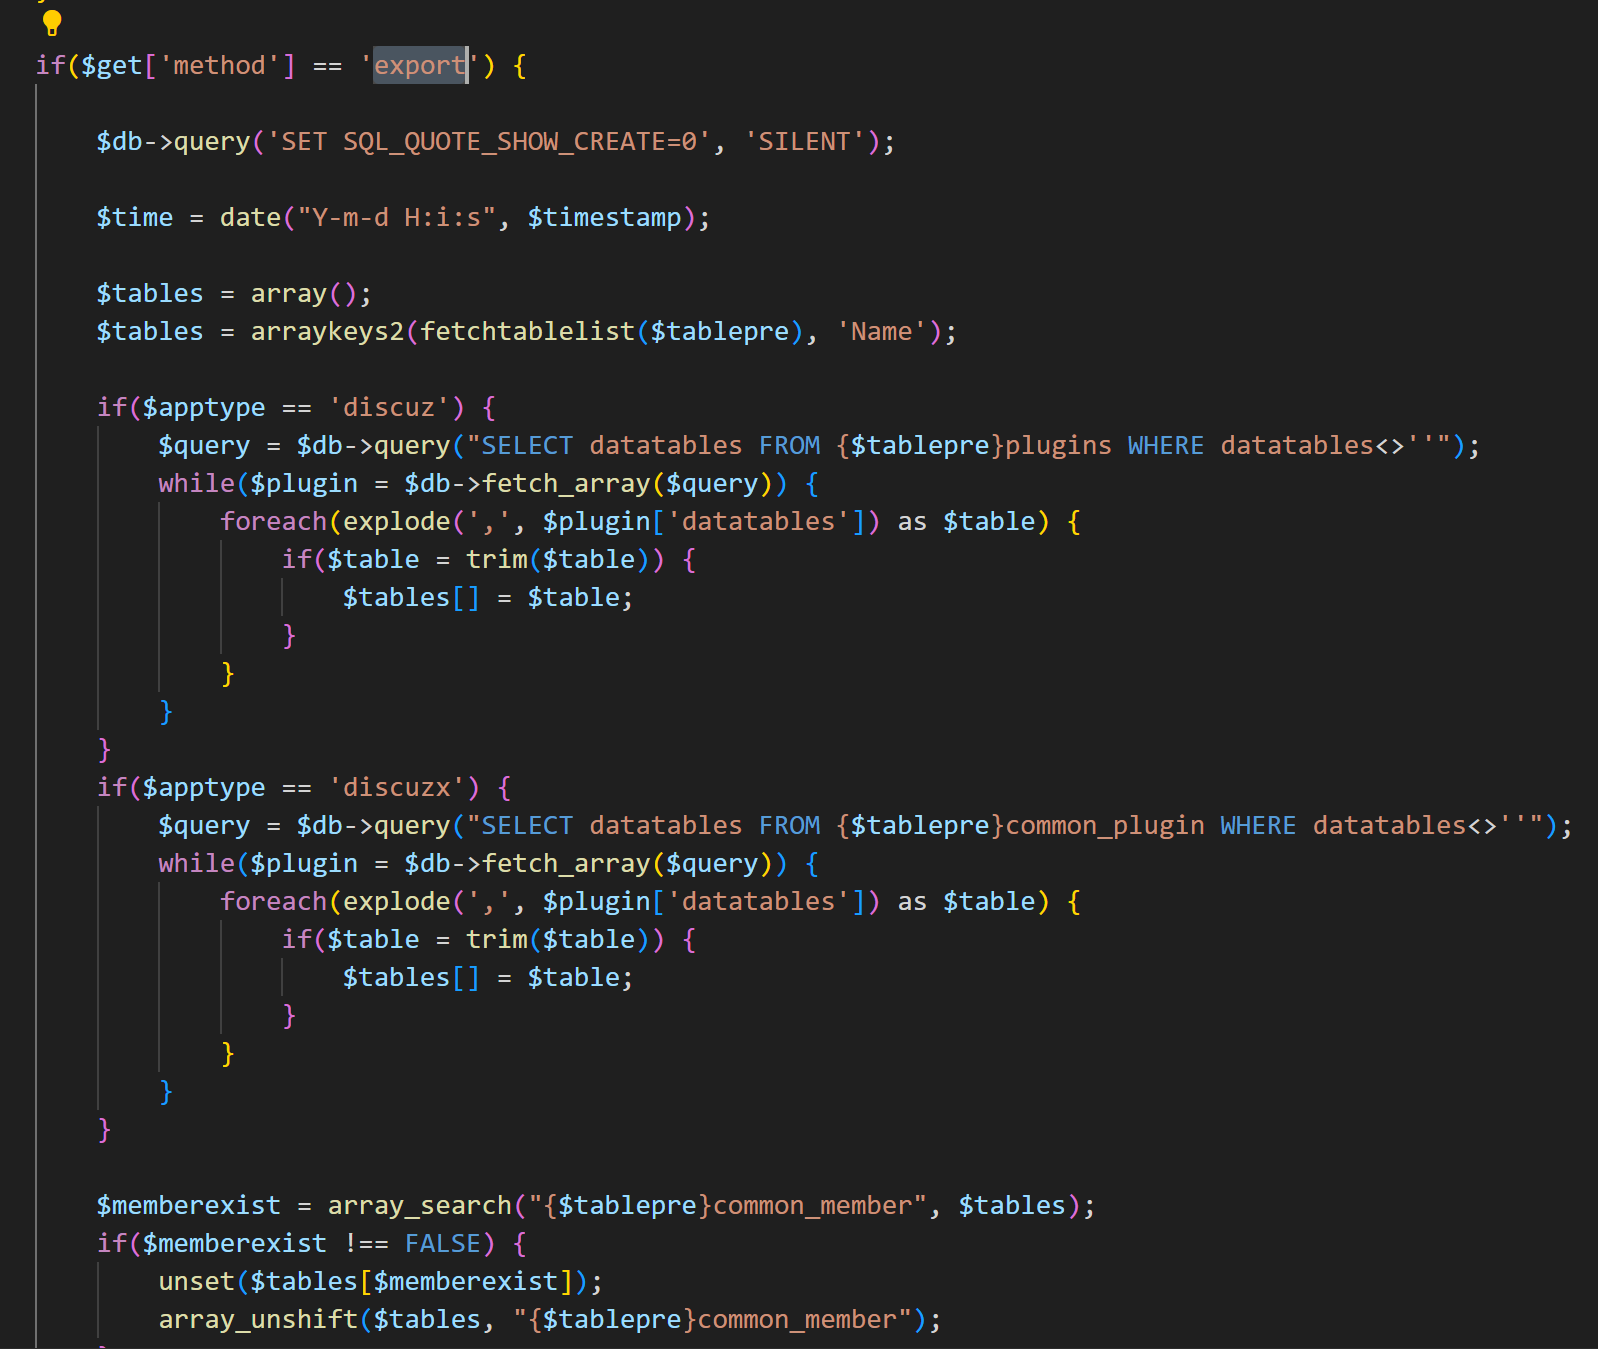 if($get['method'] == 'export') {
$db->query('SET SQL_QUOTE_SHOW_CREATE=0', 'SILENT');
$time = date("Y-m-d H:i:s", $timestamp);
$tables = array();
$tables = arraykeys2(fetchtablelist($tablepre), 'Name');
if($apptype == 'discuz') {
$query = $db->query("SELECT datatables FROM {$tablepre}plugins WHERE datatables<>''");
while($plugin = $db->fetch_array($query)) {
foreach(explode(',', $plugin['datatables']) as $table) {
if($table = trim($table)) {
$tables[] = $table;
}
}
}
}
if($apptype == 'discuzx') {
$query = $db->query("SELECT datatables FROM {$tablepre}common_plugin WHERE datatables<>''");
while($plugin = $db->fetch_array($query)) {
foreach(explode(',', $plugin['datatables']) as $table) {
if($table = trim($table)) {
$tables[] = $table;
}
}
}
}
$memberexist = array_search("{$tablepre}common_member", $tables);
if($memberexist !== FALSE) {
unset($tables[$memberexist]);
array_unshift($tables, "{$tablepre}common_member");